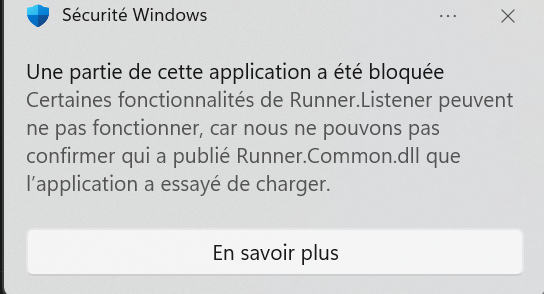 Sécurité Windows
Une partie de cette application a été bloquée
Certaines fonctionnalités de Runner.Listener peuvent
ne pas fonctionner, car nous ne pouvons pas
confirmer qui a publié Runner.Common.dll que
l’application a essayé de charger.
En savoir plus